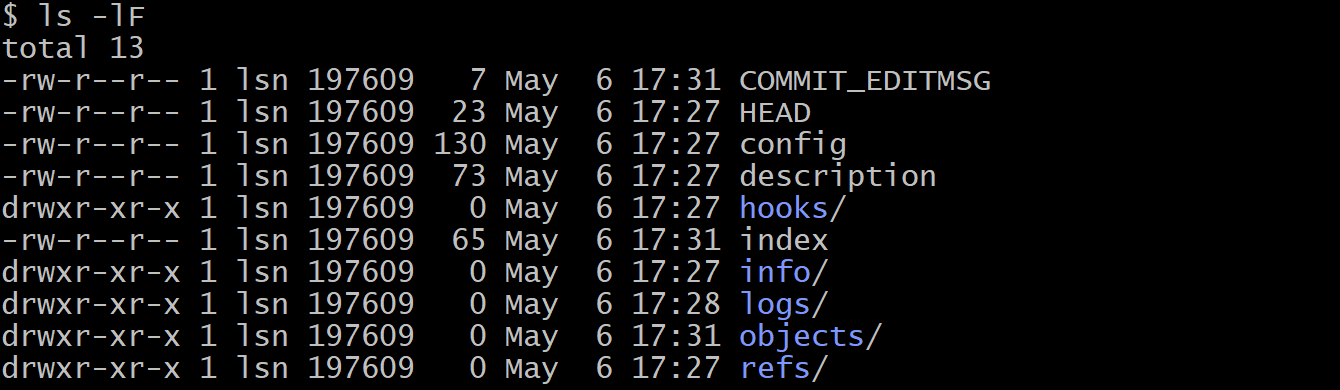 $ ls -lF
total 13
-rw-r--r-- 1 lsn 197609   7 May  6 17:31 COMMIT_EDITMSG
-rw-r--r-- 1 lsn 197609  23 May  6 17:27 HEAD
-rw-r--r-- 1 lsn 197609 130 May  6 17:27 config
-rw-r--r-- 1 lsn 197609  73 May  6 17:27 description
drwxr-xr-x 1 lsn 197609   0 May  6 17:27 hooks/
-rw-r--r-- 1 lsn 197609  65 May  6 17:31 index
drwxr-xr-x 1 lsn 197609   0 May  6 17:27 info/
drwxr-xr-x 1 lsn 197609   0 May  6 17:28 logs/
drwxr-xr-x 1 lsn 197609   0 May  6 17:31 objects/
drwxr-xr-x 1 lsn 197609   0 May  6 17:27 refs/